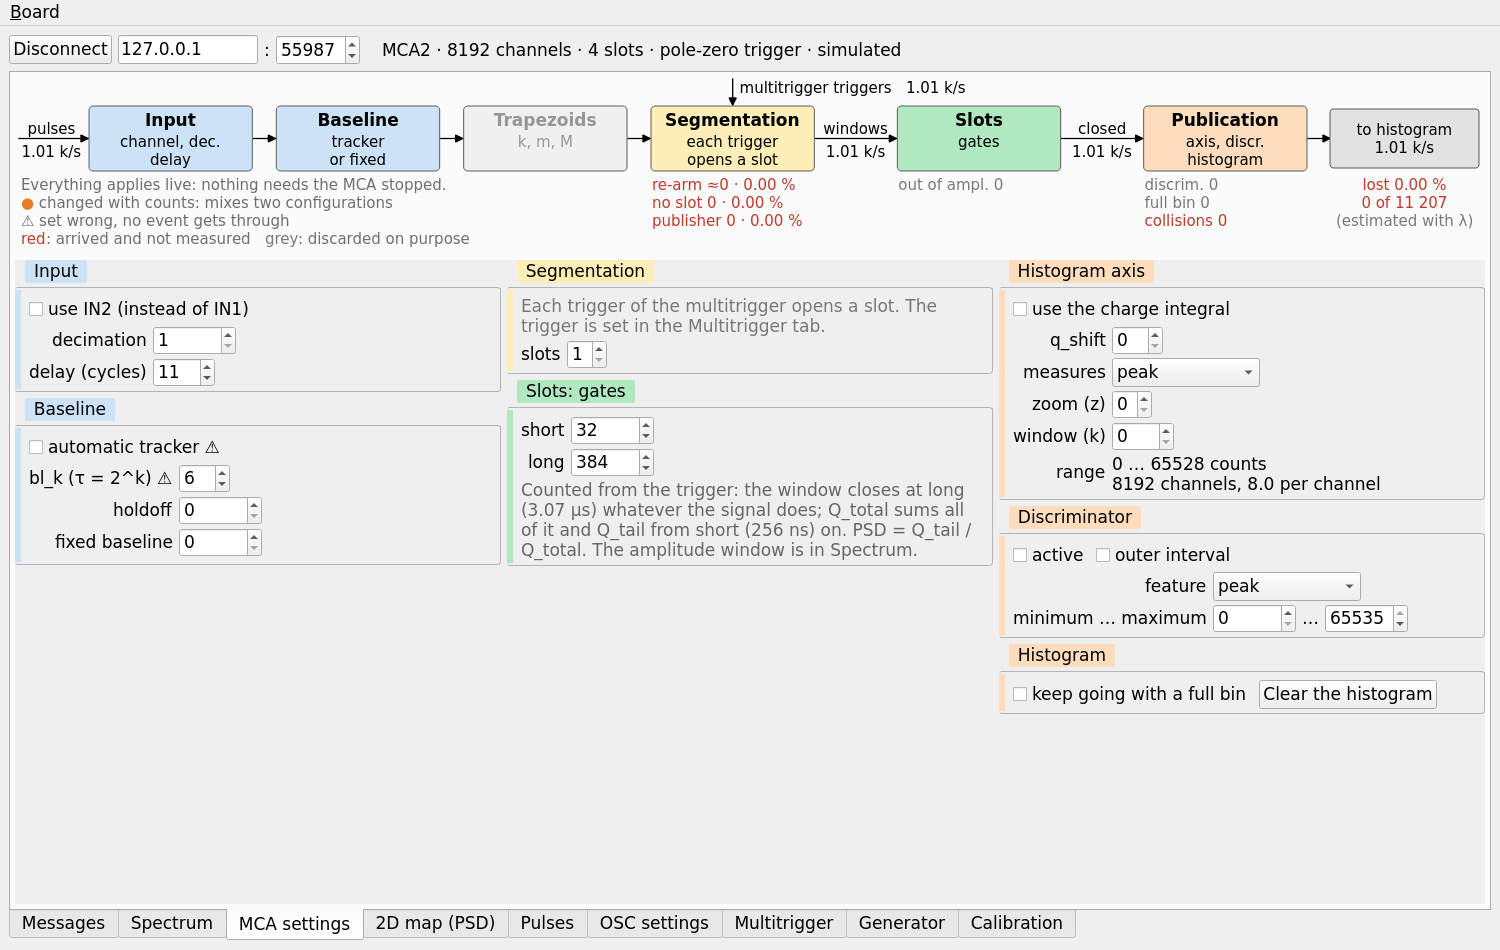 Board
Disconnect 127.0.0.1 : 55987 MCA2 · 8192 channels · 4 slots · pole-zero trigger · simulated
multitrigger triggers 1.01 k/s
pulses
1.01 k/s
Input
channel, dec.
delay
Baseline
tracker
or fixed
Trapezoids
k, m, M
Segmentation
each trigger
opens a slot
windows
1.01 k/s
Slots
gates
closed
1.01 k/s
Publication
axis, discr.
histogram
to histogram
1.01 k/s
Everything applies live: nothing needs the MCA stopped.
changed with counts: mixes two configurations
⚠ set wrong, no event gets through
red: arrived and not measured grey: discarded on purpose
re-arm ≈0 · 0.00 %
no slot 0 · 0.00 %
publisher 0 · 0.00 %
out of ampl. 0
discrim. 0
full bin 0
collisions 0
lost 0.00 %
0 of 11 207
(estimated with λ)
Input
use IN2 (instead of IN1)
decimation 1
delay (cycles) 11
Baseline
automatic tracker ⚠
bl_k (τ = 2^k) ⚠ 6
holdoff 0
fixed baseline 0
Segmentation
Each trigger of the multitrigger opens a slot. The
trigger is set in the Multitrigger tab.
slots 1
Slots: gates
short 32
long 384
Counted from the trigger: the window closes at long
(3.07 µs) whatever the signal does; Q_total sums all
of it and Q_tail from short (256 ns) on. PSD = Q_tail /
Q_total. The amplitude window is in Spectrum.
Histogram axis
use the charge integral
q_shift 0
measures peak
zoom (z) 0
window (k) 0
range 0 ... 65528 counts
8192 channels, 8.0 per channel
Discriminator
active outer interval
feature peak
minimum ... maximum 0 ... 65535
Histogram
keep going with a full bin Clear the histogram
Messages Spectrum MCA settings 2D map (PSD) Pulses OSC settings Multitrigger Generator Calibration